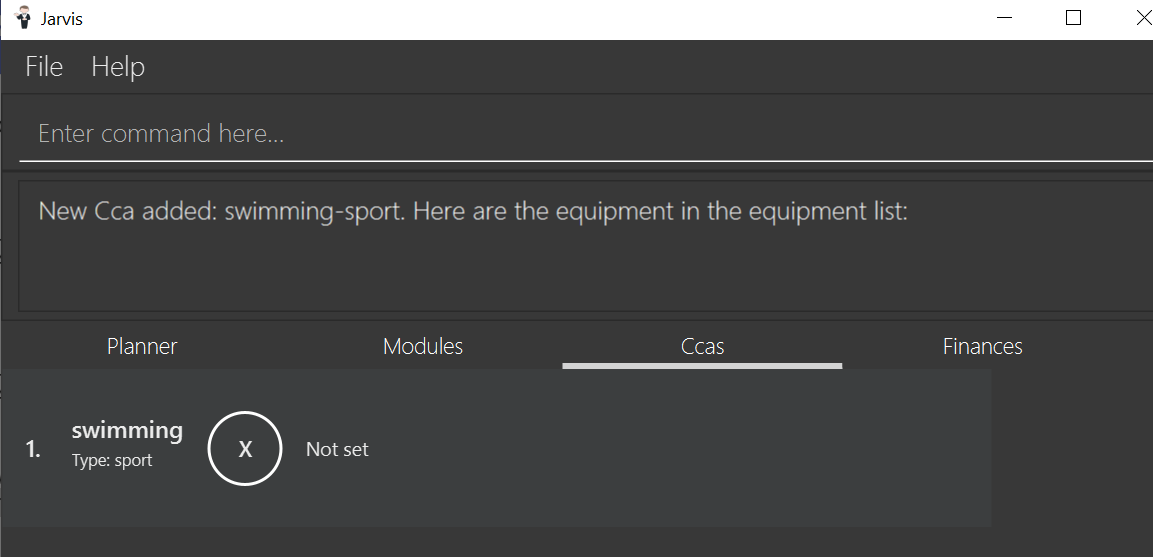 Jarvis
File Help
Enter command here...
New Cca added: swimming-sport. Here are the equipment in the equipment list:
Planner Modules Ccas Finances
1. swimming X Not set
Type: sport